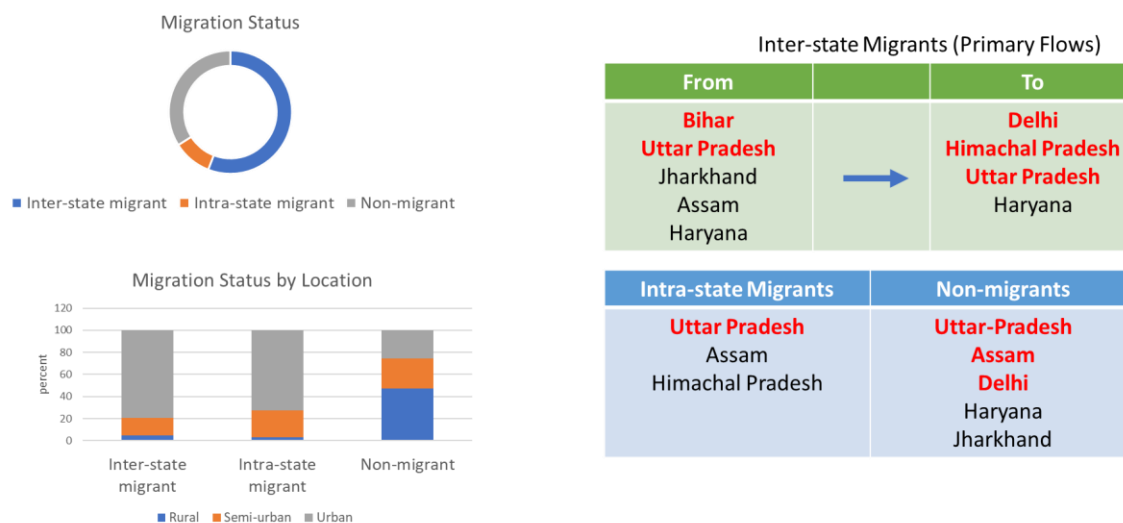 Migration Status
Inter-state migrant Intra-state migrant Non-migrant
Migration Status by Location
120
100
80
60
40
20
0
percent
Inter-state migrant
Intra-state migrant
Non-migrant
Rural Semi-urban Urban
Inter-state Migrants (Primary Flows)
From To
Bihar
Uttar Pradesh
Jharkhand
Assam
Haryana
Delhi
Himachal Pradesh
Uttar Pradesh
Haryana
Intra-state Migrants Non-migrants
Uttar Pradesh
Assam
Himachal Pradesh
Uttar-Pradesh
Assam
Delhi
Haryana
Jharkhand